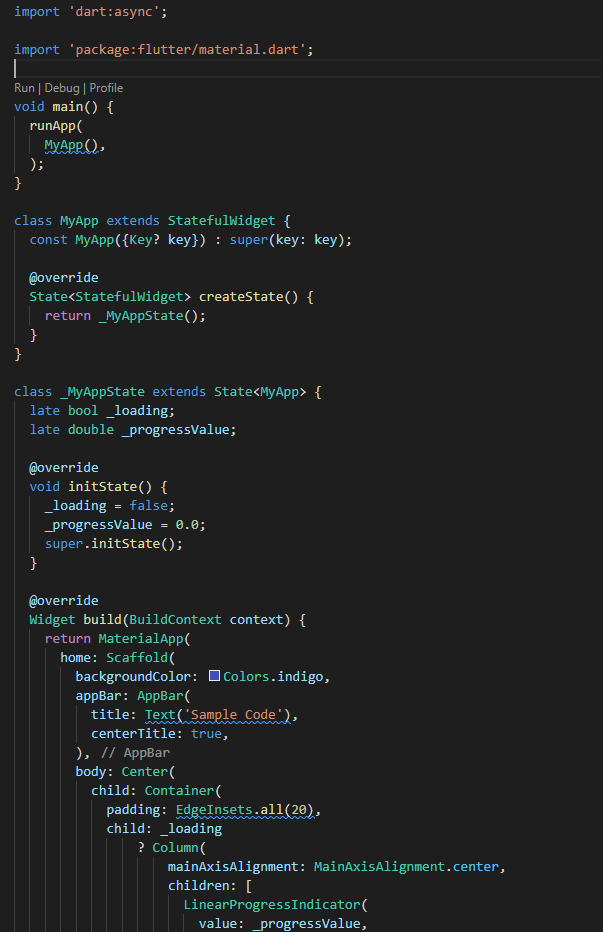 import 'dart:async';
import 'package:flutter/material.dart';
Run | Debug | Profile
void main() {
  runApp(
    MyApp(),
  );
}
class MyApp extends StatefulWidget {
  const MyApp({Key? key}) : super(key: key);
  @override
  State<StatefulWidget> createState() {
    return _MyAppState();
  }
}
class _MyAppState extends State<MyApp> {
  late bool _loading;
  late double _progressValue;
  @override
  void initState() {
    _loading = false;
    _progressValue = 0.0;
    super.initState();
  }
  @override
  Widget build(BuildContext context) {
    return MaterialApp(
      home: Scaffold(
        backgroundColor: Colors.indigo,
        appBar: AppBar(
          title: Text('Sample Code'),
          centerTitle: true,
        ), // AppBar
        body: Center(
          child: Container(
            padding: EdgeInsets.all(20),
            child: _loading
                ? Column(
                    mainAxisAlignment: MainAxisAlignment.center,
                    children: [
                      LinearProgressIndicator(
                        value: _progressValue,